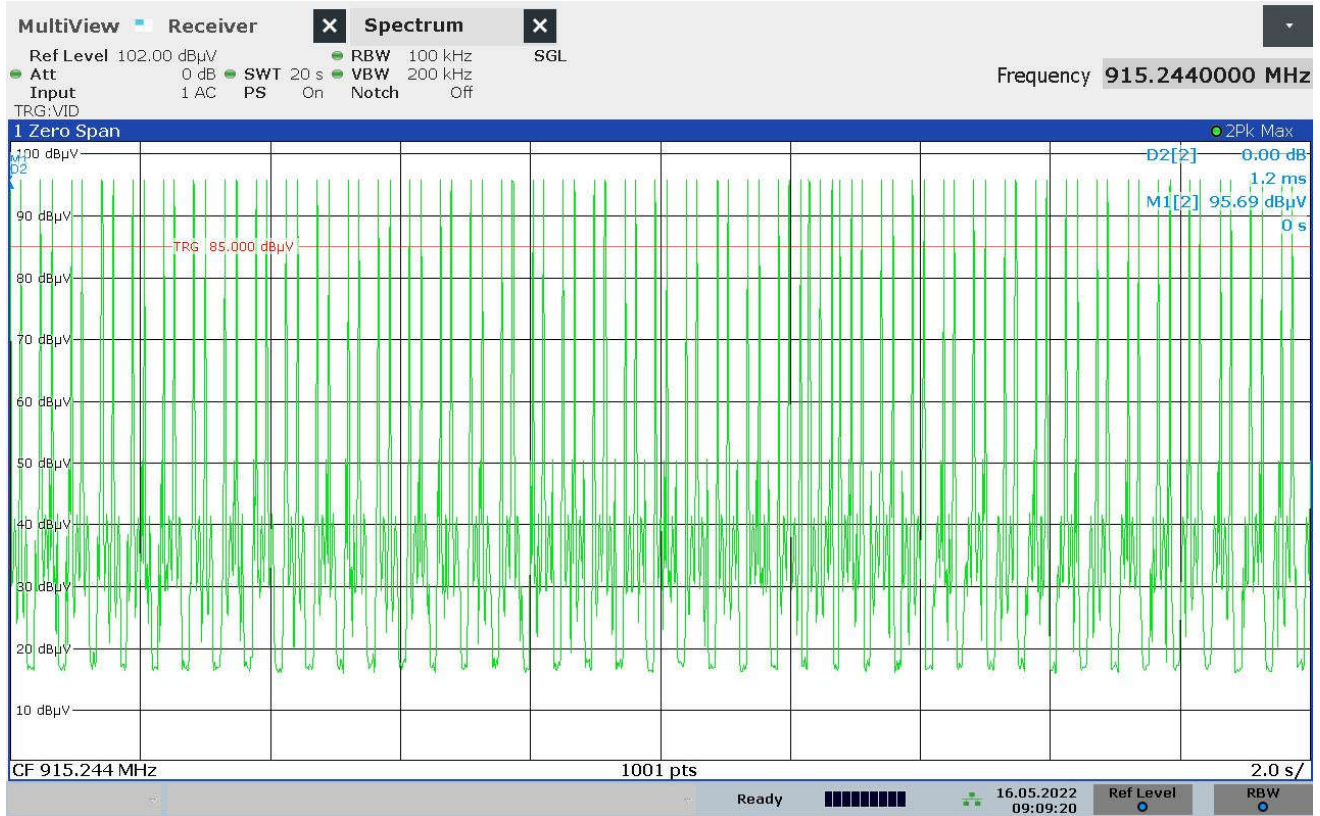 MultiView Receiver X Spectrum X
Ref Level 102.00 dBµV RBW 100 kHz SGL
Att 0 dB SWT 20 s VBW 200 kHz Frequency 915.2440000 MHz
Input 1 AC PS On Notch Off
TRG:VID
1 Zero Span 2Pk Max
100 dBµV D2[2] 0.00 dB
M1
D2
1.2 ms
M1[2] 95.69 dBµV
90 dBµV
0 s
TRG 85.000 dBµV
80 dBµV
70 dBµV
60 dBµV
50 dBµV
40 dBµV
30 dBµV
20 dBµV
10 dBµV
CF 915.244 MHz 1001 pts 2.0 s/
Ready 16.05.2022 Ref Level RBW
09:09:20